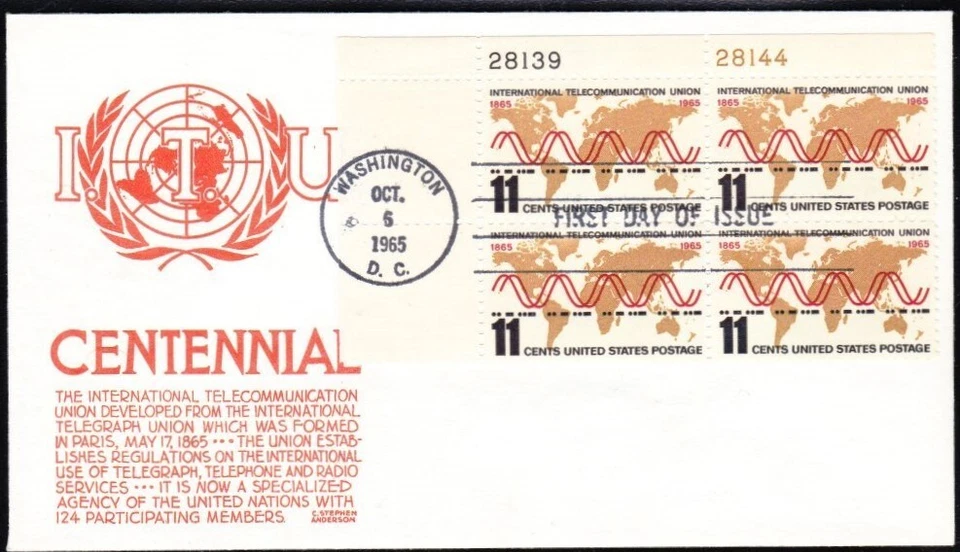 I. T. U
CENTENNIAL
THE INTERNATIONAL TELECOMMUNICATION
UNION DEVELOPED FROM THE INTERNATIONAL
TELEGRAPH UNION WHICH WAS FORMED
IN PARIS, MAY 17, 1865 ··· THE UNION ESTAB-
LISHES REGULATIONS ON THE INTERNATIONAL
USE OF TELEGRAPH, TELEPHONE AND RADIO
SERVICES ··· IT IS NOW A SPECIALIZED
AGENCY OF THE UNITED NATIONS WITH
124 PARTICIPATING MEMBERS.
C. STEPHEN
ANDERSON
WASHINGTON
OCT.
6
1965
D. C.
FIRST DAY OF ISSUE
28139
28144
INTERNATIONAL TELECOMMUNICATION UNION
1865 1965
11 CENTS UNITED STATES POSTAGE
INTERNATIONAL TELECOMMUNICATION UNION
1865 1965
11 CENTS UNITED STATES POSTAGE
INTERNATIONAL TELECOMMUNICATION UNION
1865 1965
11 CENTS UNITED STATES POSTAGE
INTERNATIONAL TELECOMMUNICATION UNION
1865 1965
11 CENTS UNITED STATES POSTAGE